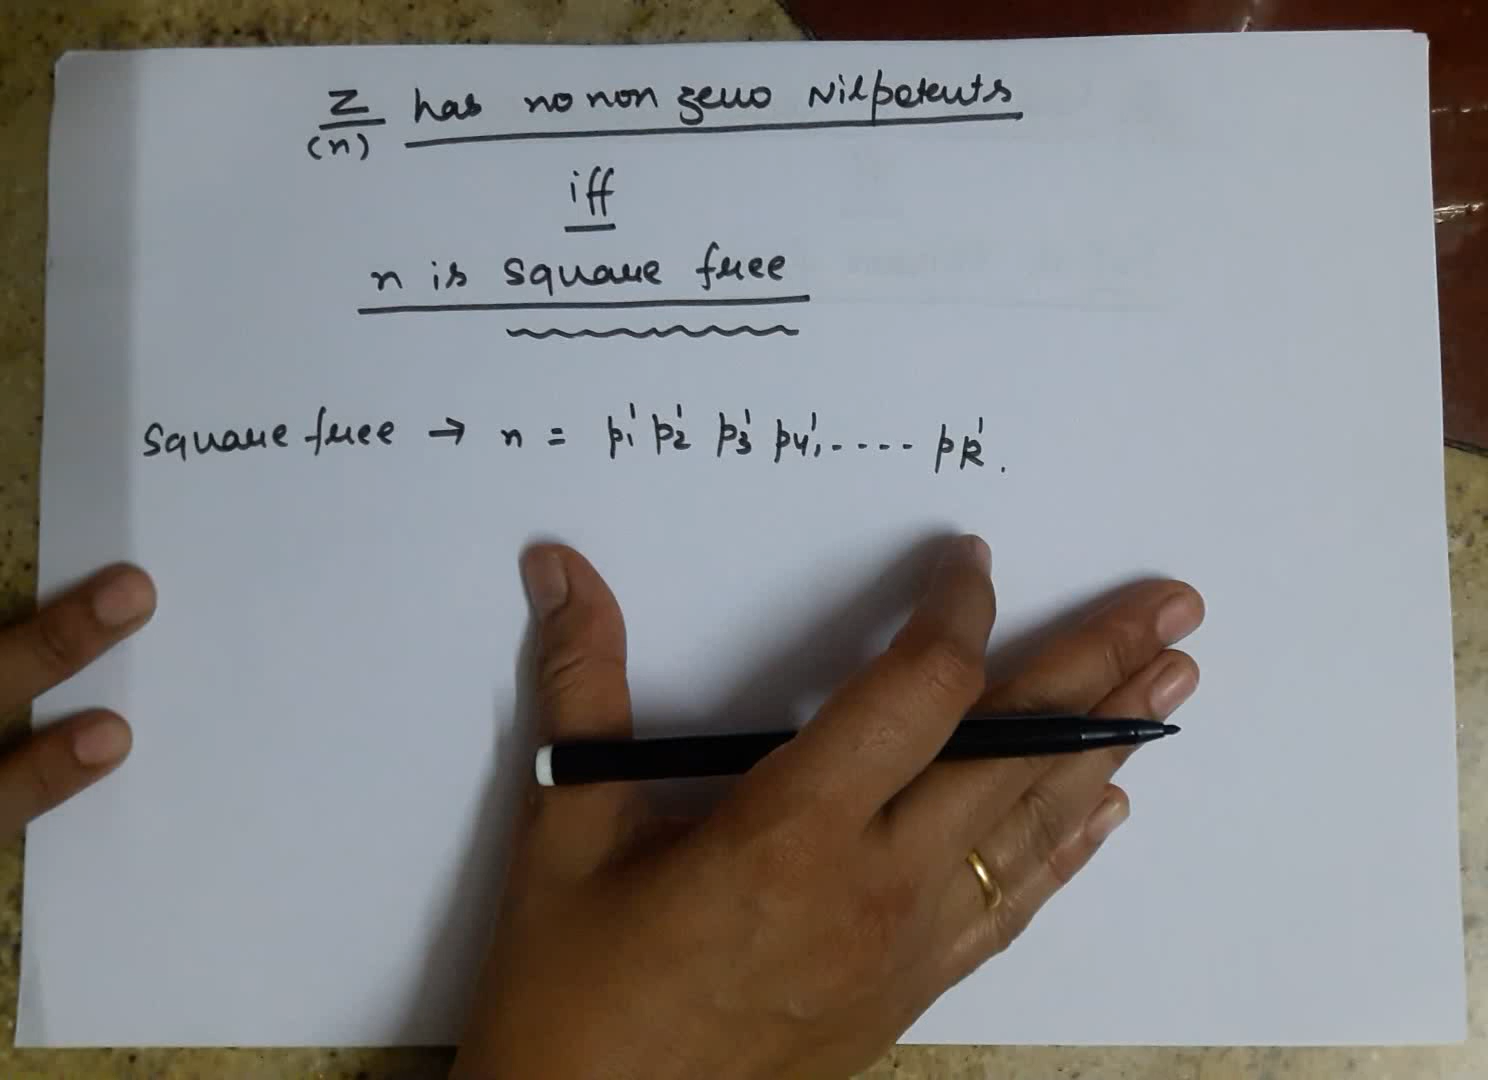 Z/(n) has no non zero Nilpotents
iff
n is square free
square free → n = p₁¹ p₂¹ p₃¹ p₄¹, .... pk¹.